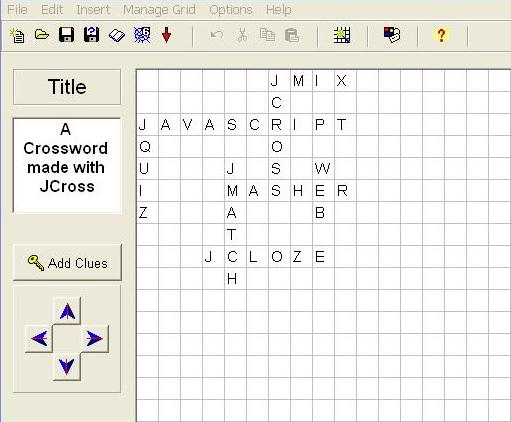 File Edit Insert Manage Grid Options Help
?
Title
A
Crossword
made with
JCross
Add Clues
J M I X
C
J A V A S C R I P T
Q O
U J S W
I M A S H E R
Z A B
T
J C L O Z E
H